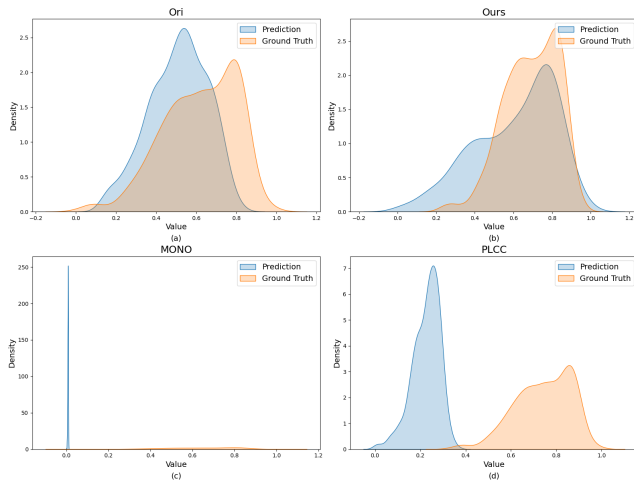 Ori
Prediction
Ground Truth
Density
2.5
2.0
1.5
1.0
0.5
0.0
−0.2 0.0 0.2 0.4 0.6 0.8 1.0 1.2
Value
(a)
Ours
Prediction
Ground Truth
Density
2.5
2.0
1.5
1.0
0.5
0.0
−0.2 0.0 0.2 0.4 0.6 0.8 1.0 1.2
Value
(b)
MONO
Prediction
Ground Truth
Density
250
200
150
100
50
0
0.0 0.2 0.4 0.6 0.8 1.0 1.2
Value
(c)
PLCC
Prediction
Ground Truth
Density
7
6
5
4
3
2
1
0
0.0 0.2 0.4 0.6 0.8 1.0
Value
(d)